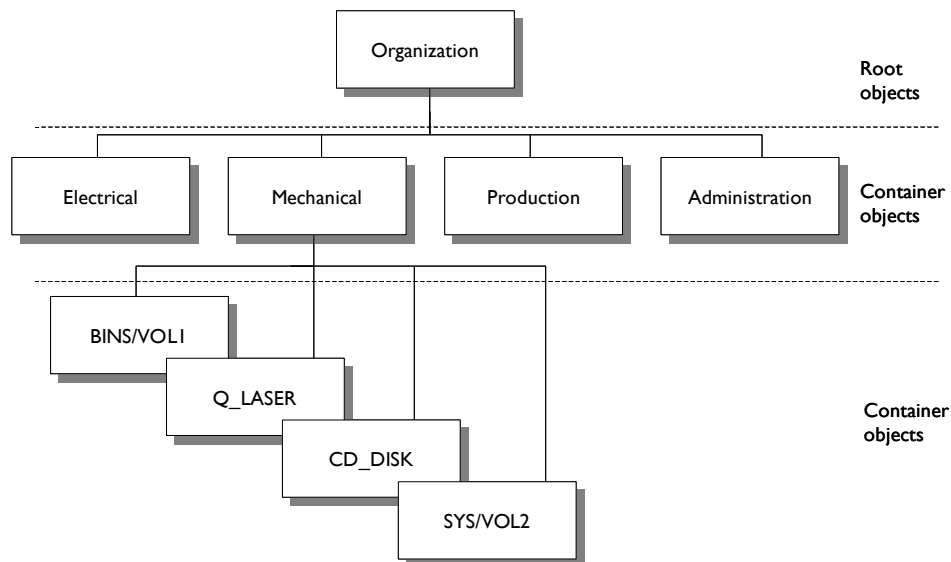 Organization
Root
objects
Electrical
Mechanical
Production
Administration
Container
objects
BINS/VOL1
Q_LASER
CD_DISK
SYS/VOL2
Container
objects